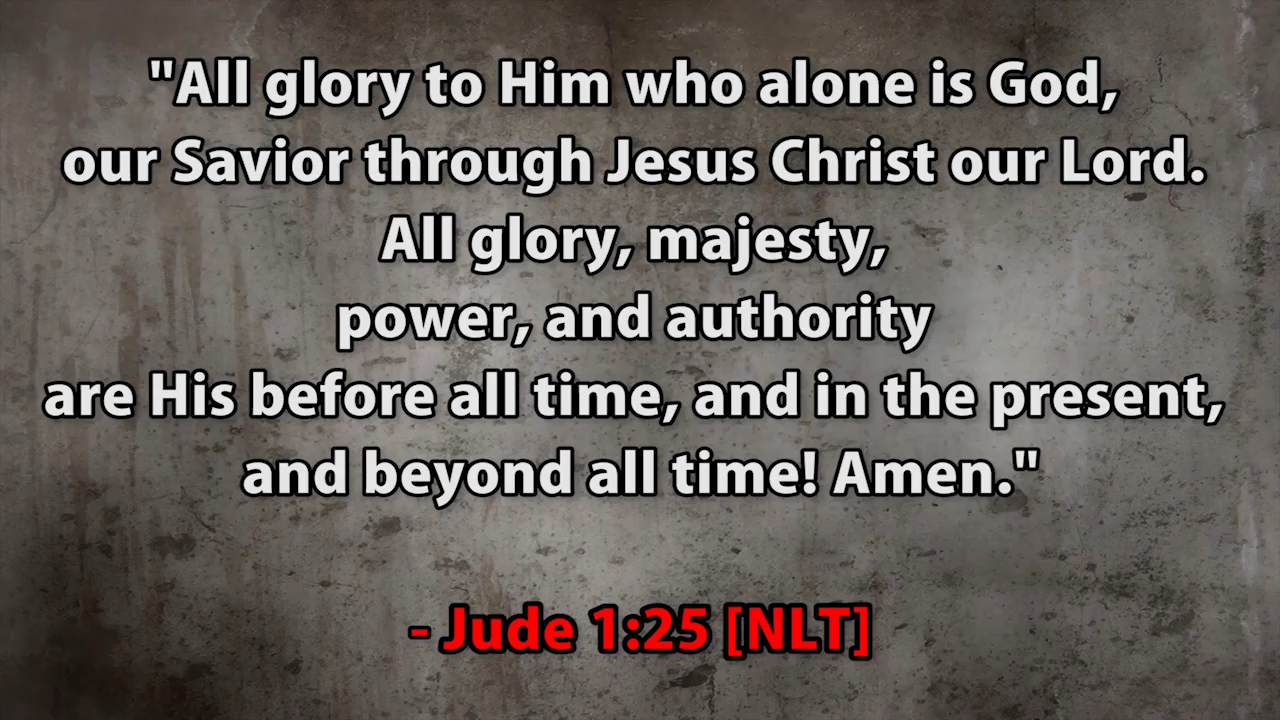 "All glory to Him who alone is God,
our Savior through Jesus Christ our Lord.
All glory, majesty,
power, and authority
are His before all time, and in the present,
and beyond all time! Amen."
- Jude 1:25 [NLT]